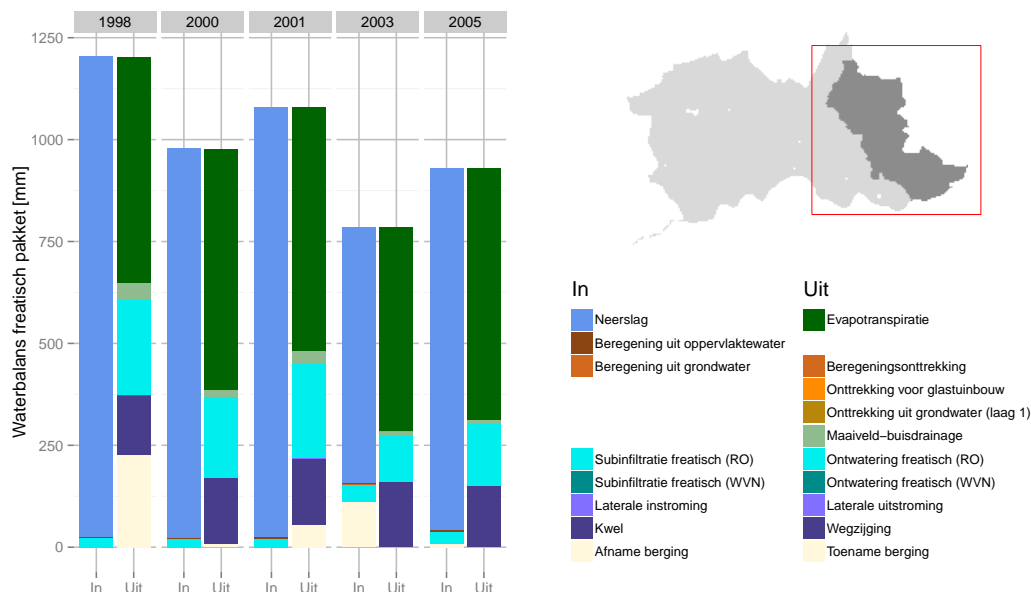 1998 2000 2001 2003 2005
Waterbalans freatisch pakket [mm]
1250
1000
750
500
250
0
In Uit In Uit In Uit In Uit In Uit
In
Neerslag
Beregening uit oppervlaktewater
Beregening uit grondwater
Subinfiltratie freatisch (RO)
Subinfiltratie freatisch (WVN)
Laterale instroming
Kwel
Afname berging
Uit
Evapotranspiratie
Beregeningsonttrekking
Onttrekking voor glastuinbouw
Onttrekking uit grondwater (laag 1)
Maaiveld−buisdrainage
Ontwatering freatisch (RO)
Ontwatering freatisch (WVN)
Laterale uitstroming
Wegzijging
Toename berging